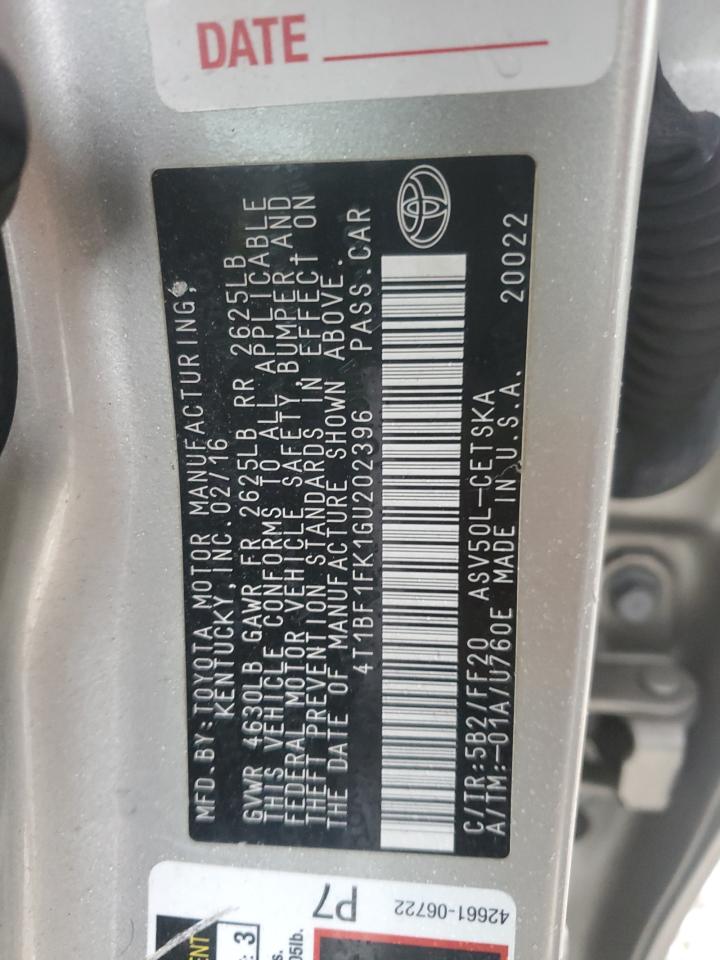 DATE
MFD. BY: TOYOTA MOTOR MANUFACTURING,
KENTUCKY, INC. 02/16
GVWR 4630LB GAWR FR 2625LB RR 2625LB
THIS VEHICLE CONFORMS TO ALL APPLICABLE
FEDERAL MOTOR VEHICLE SAFETY, BUMPER, AND
THEFT PREVENTION STANDARDS IN EFFECT ON
THE DATE OF MANUFACTURE SHOWN ABOVE.
4T1BF1FK1GU202396 PASS.CAR
C/TR:5B2/FF20 ASV50L-CETSKA
A/TM:-01A/U760E MADE IN U.S.A. 20022
P7
42661-06722
3